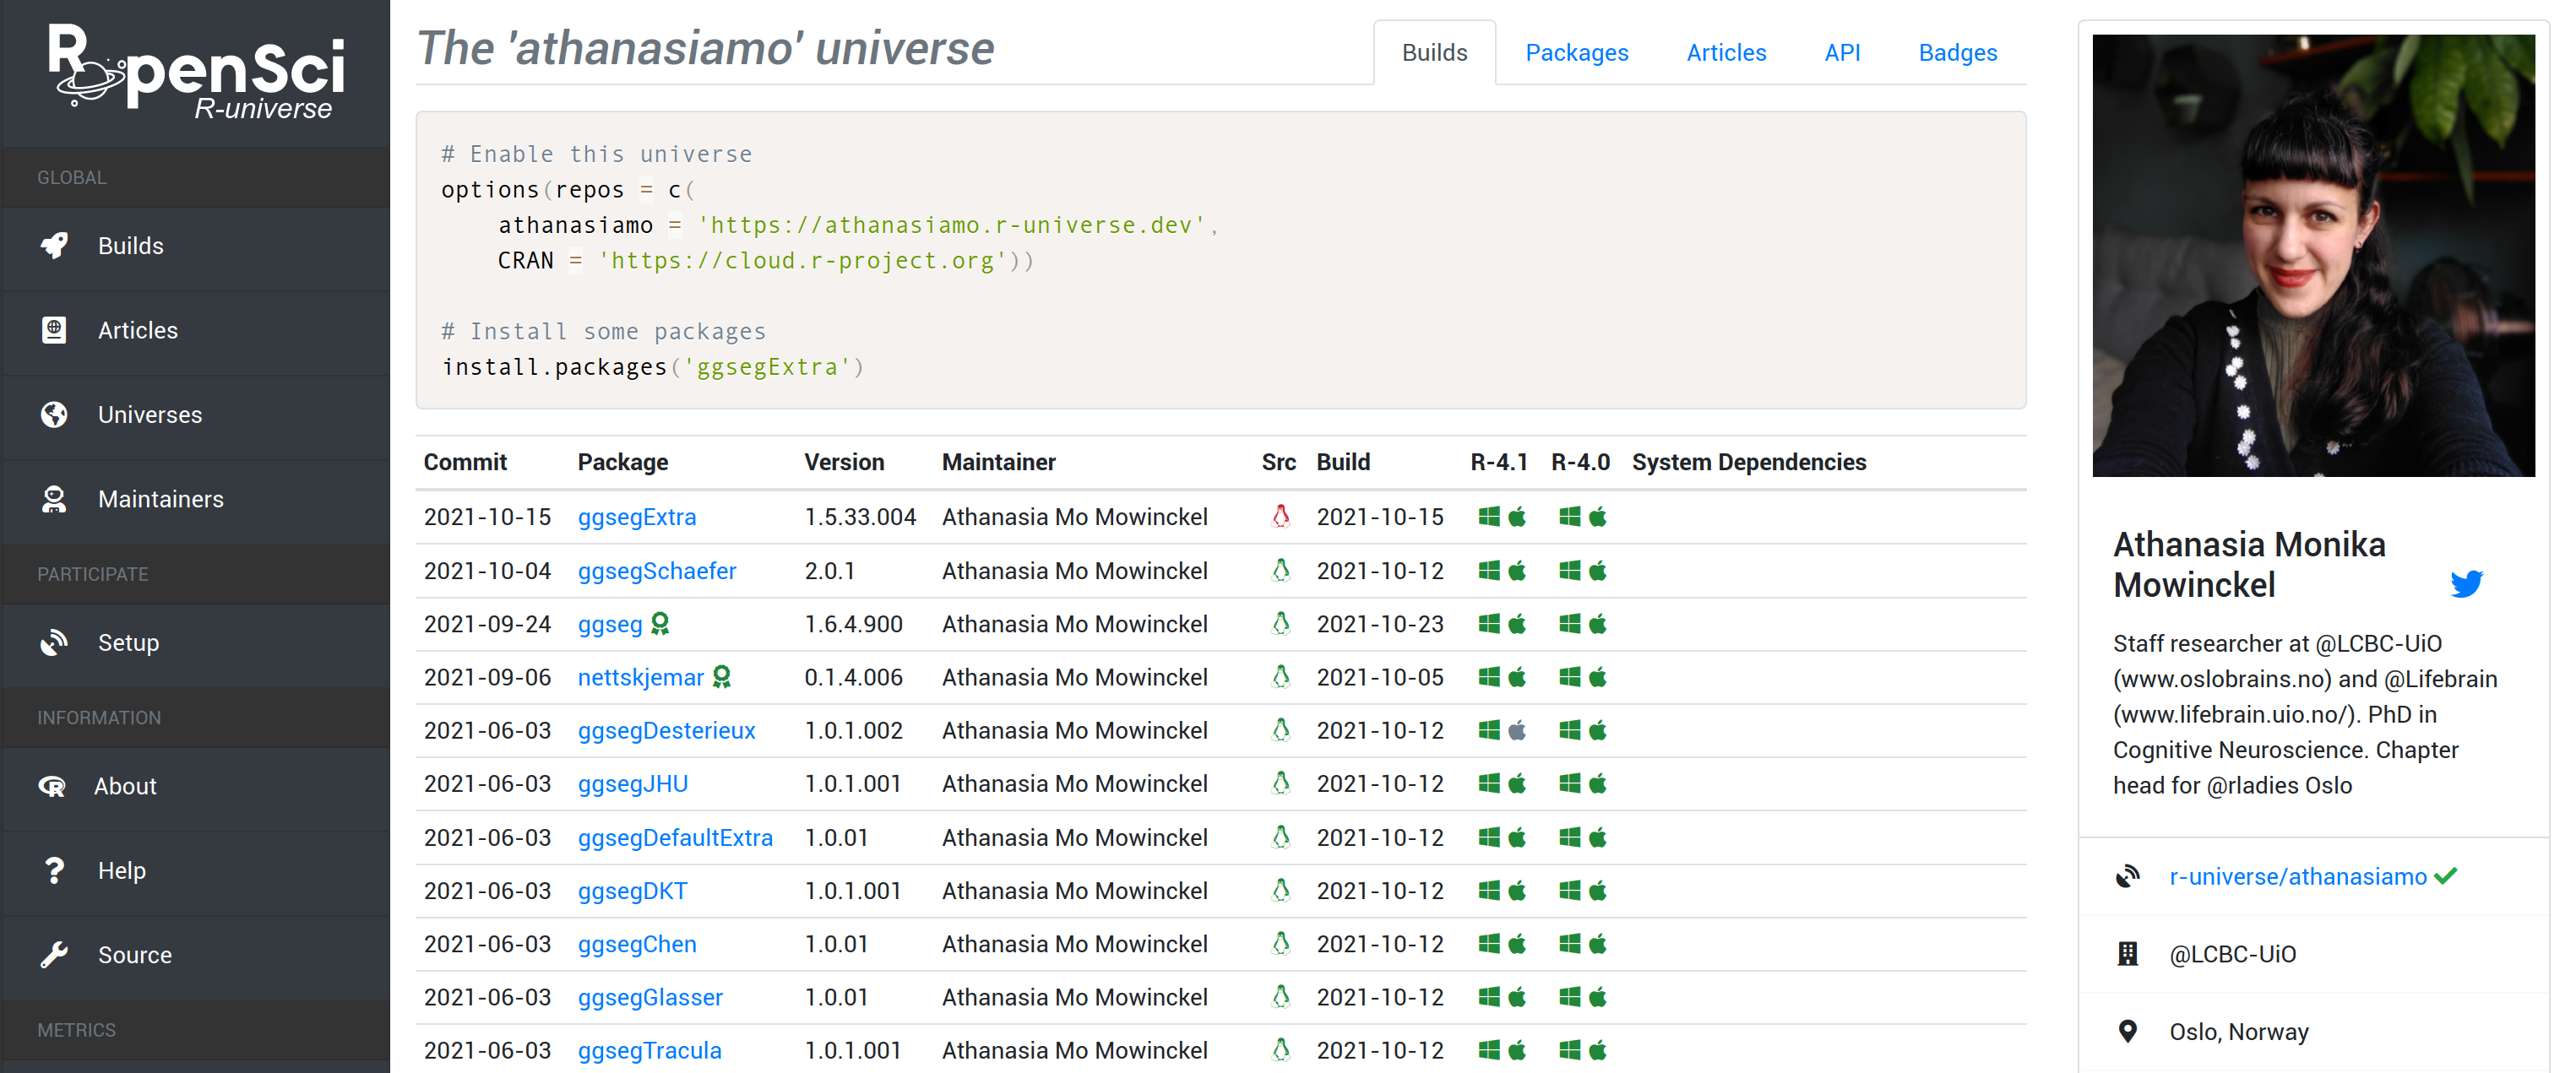 ROpenSci
R-universe
GLOBAL
Builds
Articles
Universes
Maintainers
PARTICIPATE
Setup
INFORMATION
About
Help
Source
METRICS
The 'athanasiamo' universe
Builds Packages Articles API Badges
# Enable this universe
options(repos = c(
athanasiamo = 'https://athanasiamo.r-universe.dev',
CRAN = 'https://cloud.r-project.org'))
# Install some packages
install.packages('ggsegExtra')
Commit Package Version Maintainer Src Build R-4.1 R-4.0 System Dependencies
2021-10-15 ggsegExtra 1.5.33.004 Athanasia Mo Mowinckel 2021-10-15
2021-10-04 ggsegSchaefer 2.0.1 Athanasia Mo Mowinckel 2021-10-12
2021-09-24 ggseg 1.6.4.900 Athanasia Mo Mowinckel 2021-10-23
2021-09-06 nettskjemar 0.1.4.006 Athanasia Mo Mowinckel 2021-10-05
2021-06-03 ggsegDesterieux 1.0.1.002 Athanasia Mo Mowinckel 2021-10-12
2021-06-03 ggsegJHU 1.0.1.001 Athanasia Mo Mowinckel 2021-10-12
2021-06-03 ggsegDefaultExtra 1.0.01 Athanasia Mo Mowinckel 2021-10-12
2021-06-03 ggsegDKT 1.0.1.001 Athanasia Mo Mowinckel 2021-10-12
2021-06-03 ggsegChen 1.0.01 Athanasia Mo Mowinckel 2021-10-12
2021-06-03 ggsegGlasser 1.0.01 Athanasia Mo Mowinckel 2021-10-12
2021-06-03 ggsegTracula 1.0.1.001 Athanasia Mo Mowinckel 2021-10-12
Athanasia Monika
Mowinckel
Staff researcher at @LCBC-UiO
(www.oslobrains.no) and @Lifebrain
(www.lifebrain.uio.no/). PhD in
Cognitive Neuroscience. Chapter
head for @rladies Oslo
r-universe/athanasiamo
@LCBC-UiO
Oslo, Norway